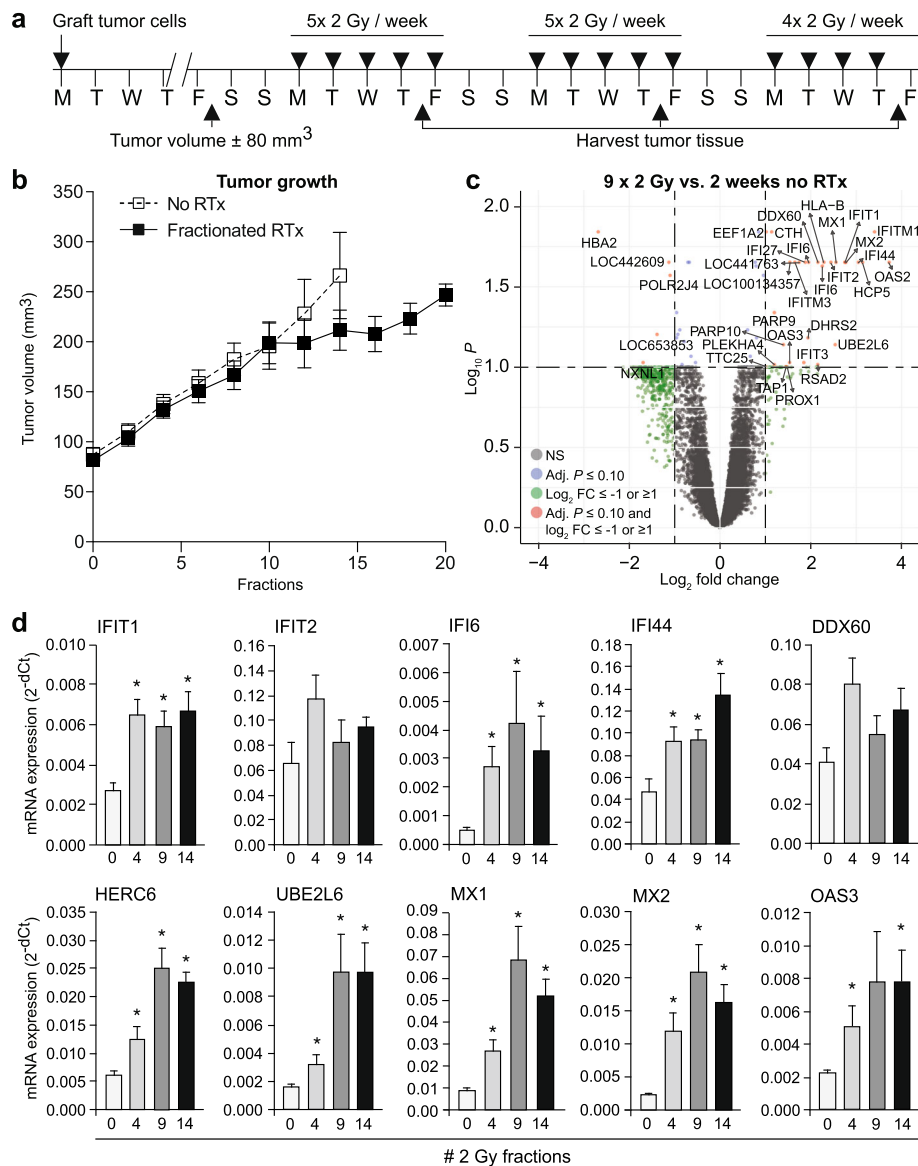 a
Graft tumor cells
5x 2 Gy / week
5x 2 Gy / week
4x 2 Gy / week
M T W T F S S M T W T F S S M T W T F S S M T W T F
Tumor volume ± 80 mm3
Harvest tumor tissue
b
Tumor growth
No RTx
Fractionated RTx
Tumor volume (mm3)
350
300
250
200
150
100
50
0
0 5 10 15 20
Fractions
c
9 x 2 Gy vs. 2 weeks no RTx
Log10 P
2.0
1.5
1.0
0.5
0.0
−4 −2 0 2 4
Log2 fold change
HLA−B
DDX60
MX1
IFIT1
EEF1A2
CTH
IFITM1
HBA2
IFI27
IFI6
MX2
IFI44
LOC442609
LOC441763
IFIT2
OAS2
POLR2J4
LOC100134357
IFI6
HCP5
IFITM3
PARP9
PARP10
OAS3
DHRS2
LOC653853
PLEKHA4
UBE2L6
TTC25
IFIT3
NXNL1
TAP1
RSAD2
PROX1
NS
Adj. P ≤ 0.10
Log2 FC ≤ -1 or ≥1
Adj. P ≤ 0.10 and
log2 FC ≤ -1 or ≥1
d
mRNA expression (2-dCt)
IFIT1
0.010
0.008
0.006
0.004
0.002
0.000
* * *
0 4 9 14
IFIT2
0.16
0.14
0.12
0.10
0.08
0.06
0.04
0.02
0.00
0 4 9 14
IFI6
0.007
0.006
0.005
0.004
0.003
0.002
0.001
0.000
* * *
0 4 9 14
IFI44
0.18
0.16
0.14
0.12
0.10
0.08
0.06
0.04
0.02
0.00
* * *
0 4 9 14
DDX60
0.10
0.08
0.06
0.04
0.02
0.00
0 4 9 14
mRNA expression (2-dCt)
HERC6
0.035
0.030
0.025
0.020
0.015
0.010
0.005
0.000
* * *
0 4 9 14
UBE2L6
0.014
0.012
0.010
0.008
0.006
0.004
0.002
0.000
* * *
0 4 9 14
MX1
0.09
0.08
0.07
0.06
0.05
0.04
0.03
0.02
0.01
0.00
* * *
0 4 9 14
MX2
0.030
0.025
0.020
0.015
0.010
0.005
0.000
* * *
0 4 9 14
OAS3
0.012
0.010
0.008
0.006
0.004
0.002
0.000
* *
0 4 9 14
# 2 Gy fractions